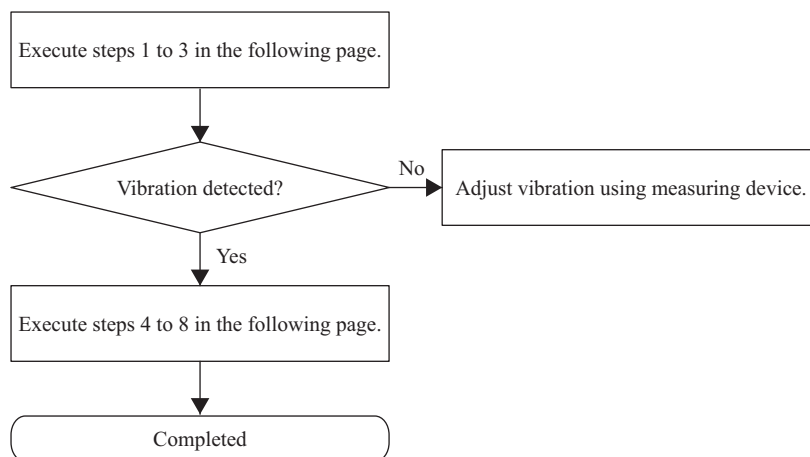 Execute steps 1 to 3 in the following page.
Vibration detected?
No
Adjust vibration using measuring device.
Yes
Execute steps 4 to 8 in the following page.
Completed